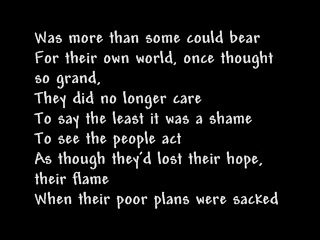 Was more than some could bear
For their own world, once thought
so grand,
They did no longer care
To say the least it was a shame
To see the people act
As though they'd lost their hope,
their flame
When their poor plans were sacked